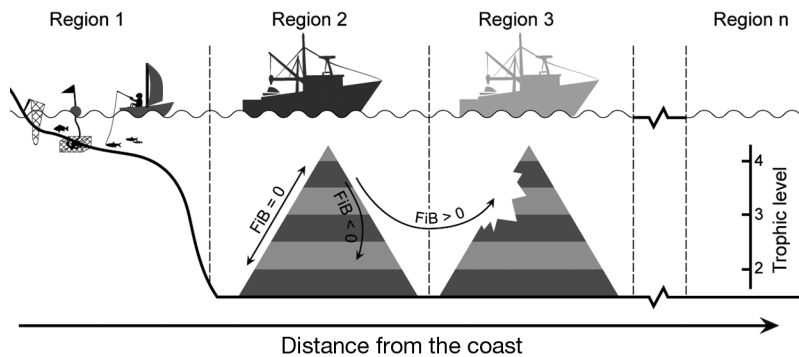 Region 1
Region 2
Region 3
Region n
FiB = 0
FiB < 0
FiB > 0
4
3
2
Trophic level
Distance from the coast